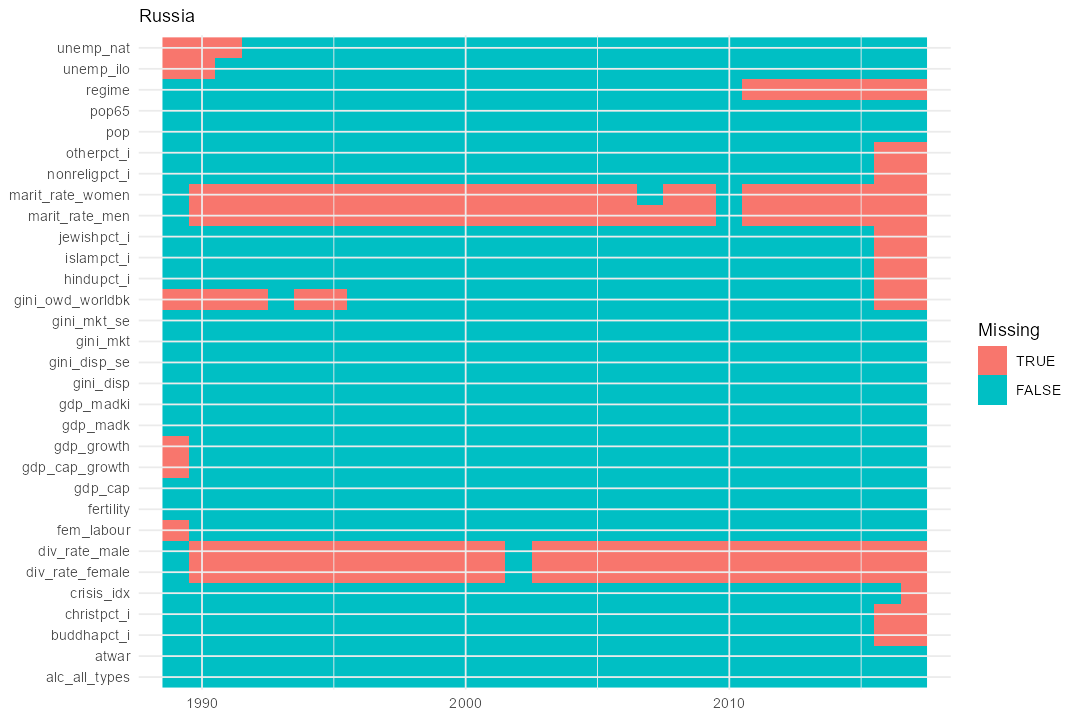 Russia
unemp_nat
unemp_ilo
regime
pop65
pop
otherpct_i
nonreligpct_i
marit_rate_women
marit_rate_men
jewishpct_i
islampct_i
hindupct_i
gini_owd_worldbk
gini_mkt_se
gini_mkt
gini_disp_se
gini_disp
gdp_madki
gdp_madk
gdp_growth
gdp_cap_growth
gdp_cap
fertility
fem_labour
div_rate_male
div_rate_female
crisis_idx
christpct_i
buddhapct_i
atwar
alc_all_types
1990 2000 2010
Missing
TRUE
FALSE